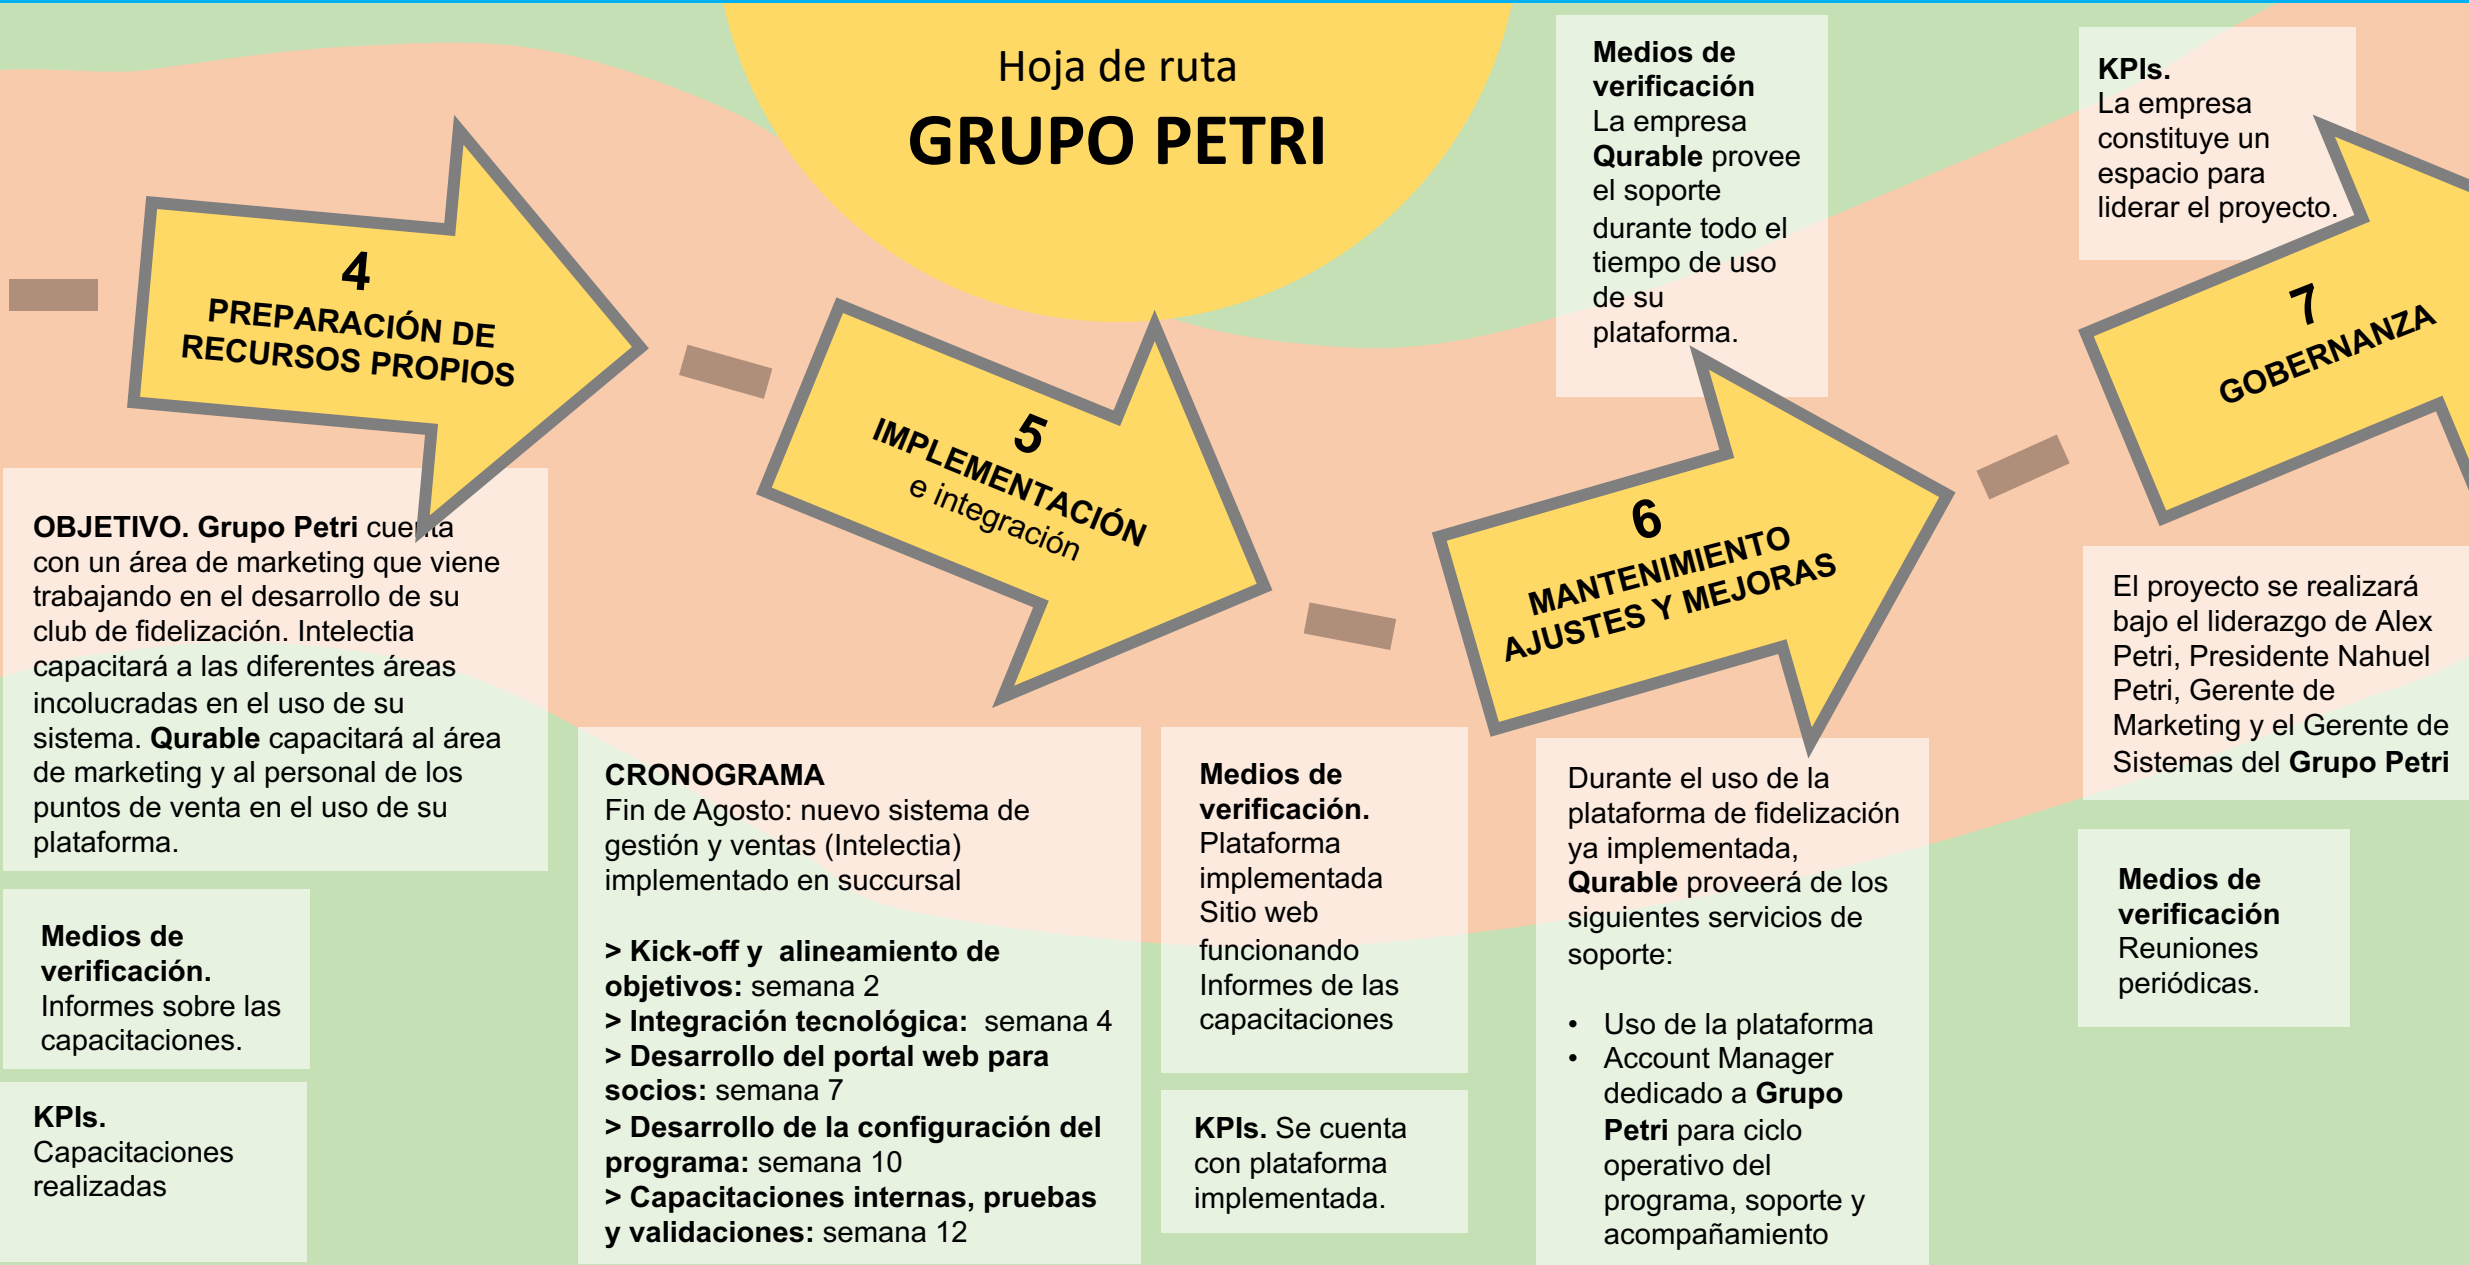 Hoja de ruta
GRUPO PETRI
4
PREPARACIÓN DE
RECURSOS PROPIOS
OBJETIVO. Grupo Petri cuenta
con un área de marketing que viene
trabajando en el desarrollo de su
club de fidelización. Intelectia
capacitará a las diferentes áreas
incolucradas en el uso de su
sistema. Qurable capacitará al área
de marketing y al personal de los
puntos de venta en el uso de su
plataforma.
Medios de
verificación.
Informes sobre las
capacitaciones.
KPIs.
Capacitaciones
realizadas
5
IMPLEMENTACIÓN
e integración
CRONOGRAMA
Fin de Agosto: nuevo sistema de
gestión y ventas (Intelectia)
implementado en succursal
> Kick-off y  alineamiento de
objetivos: semana 2
> Integración tecnológica:  semana 4
> Desarrollo del portal web para
socios: semana 7
> Desarrollo de la configuración del
programa: semana 10
> Capacitaciones internas, pruebas
y validaciones: semana 12
Medios de
verificación.
Plataforma
implementada
Sitio web
funcionando
Informes de las
capacitaciones
KPIs. Se cuenta
con plataforma
implementada.
Medios de
verificación
La empresa
Qurable provee
el soporte
durante todo el
tiempo de uso
de su
plataforma.
6
MANTENIMIENTO
AJUSTES Y MEJORAS
Durante el uso de la
plataforma de fidelización
ya implementada,
Qurable proveerá de los
siguientes servicios de
soporte:
• Uso de la plataforma
• Account Manager
dedicado a Grupo
Petri para ciclo
operativo del
programa, soporte y
acompañamiento
KPIs.
La empresa
constituye un
espacio para
liderar el proyecto.
7
GOBERNANZA
El proyecto se realizará
bajo el liderazgo de Alex
Petri, Presidente Nahuel
Petri, Gerente de
Marketing y el Gerente de
Sistemas del Grupo Petri
Medios de
verificación
Reuniones
periódicas.